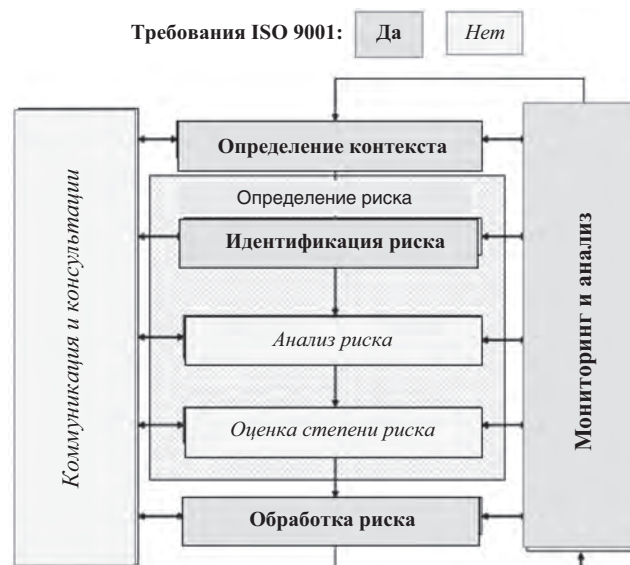 Требования ISO 9001: Да Нет
Определение контекста
Определение риска
Идентификация риска
Анализ риска
Оценка степени риска
Обработка риска
Коммуникация и консультации
Мониторинг и анализ